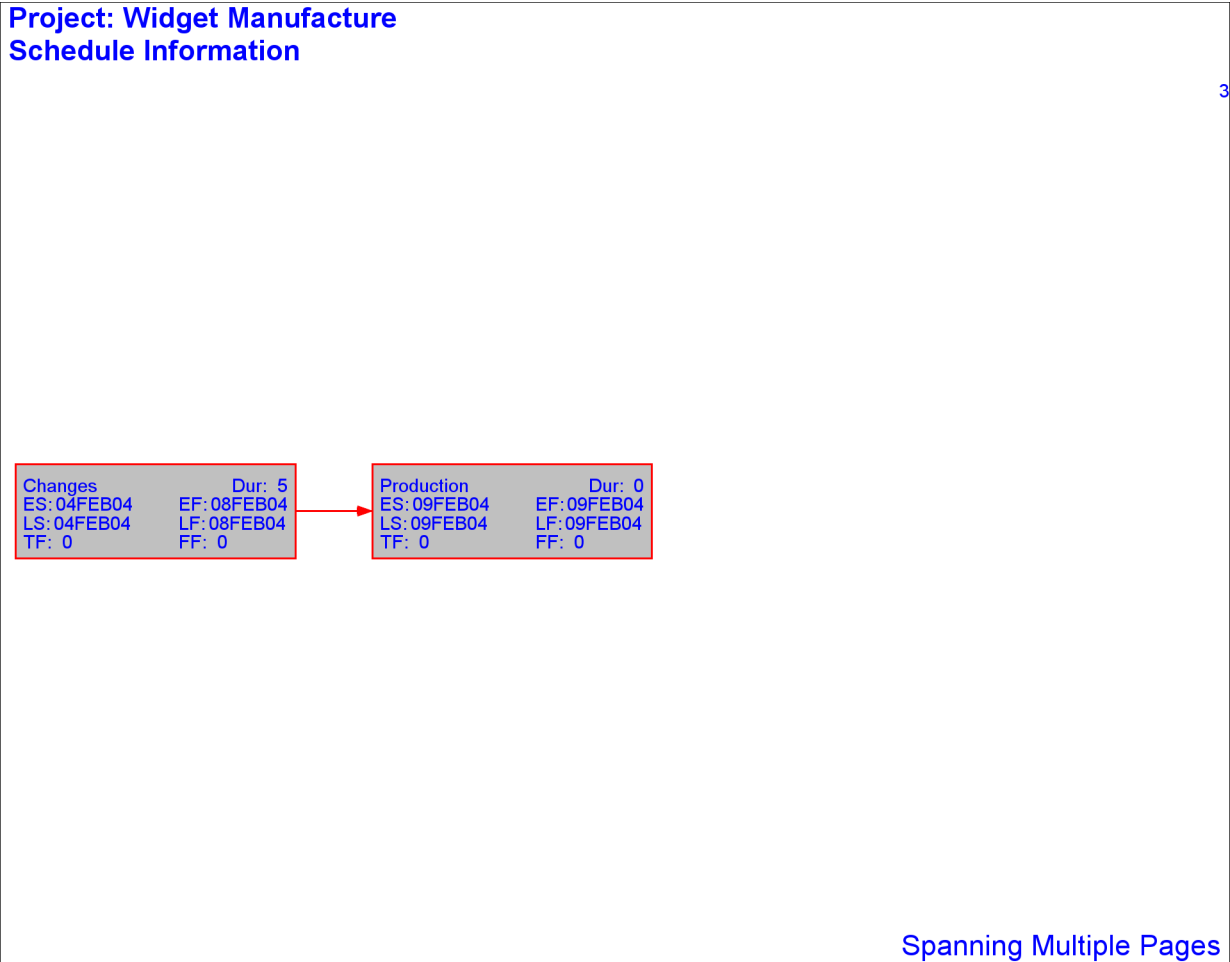 Project: Widget Manufacture
Schedule Information
3
Changes Dur: 5
ES: 04FEB04 EF: 08FEB04
LS: 04FEB04 LF: 08FEB04
TF: 0 FF: 0
Production Dur: 0
ES: 09FEB04 EF: 09FEB04
LS: 09FEB04 LF: 09FEB04
TF: 0 FF: 0
Spanning Multiple Pages